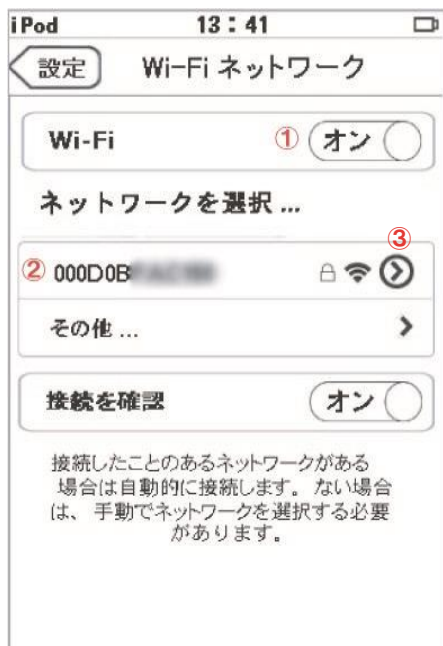 iPod 13:41
設定 Wi-Fi ネットワーク
Wi-Fi ① オン
ネットワークを選択 ...
③
② 000D0B
その他 ...
接続を確認 オン
接続したことのあるネットワークがある
場合は自動的に接続します。ない場合
は、手動でネットワークを選択する必要
があります。